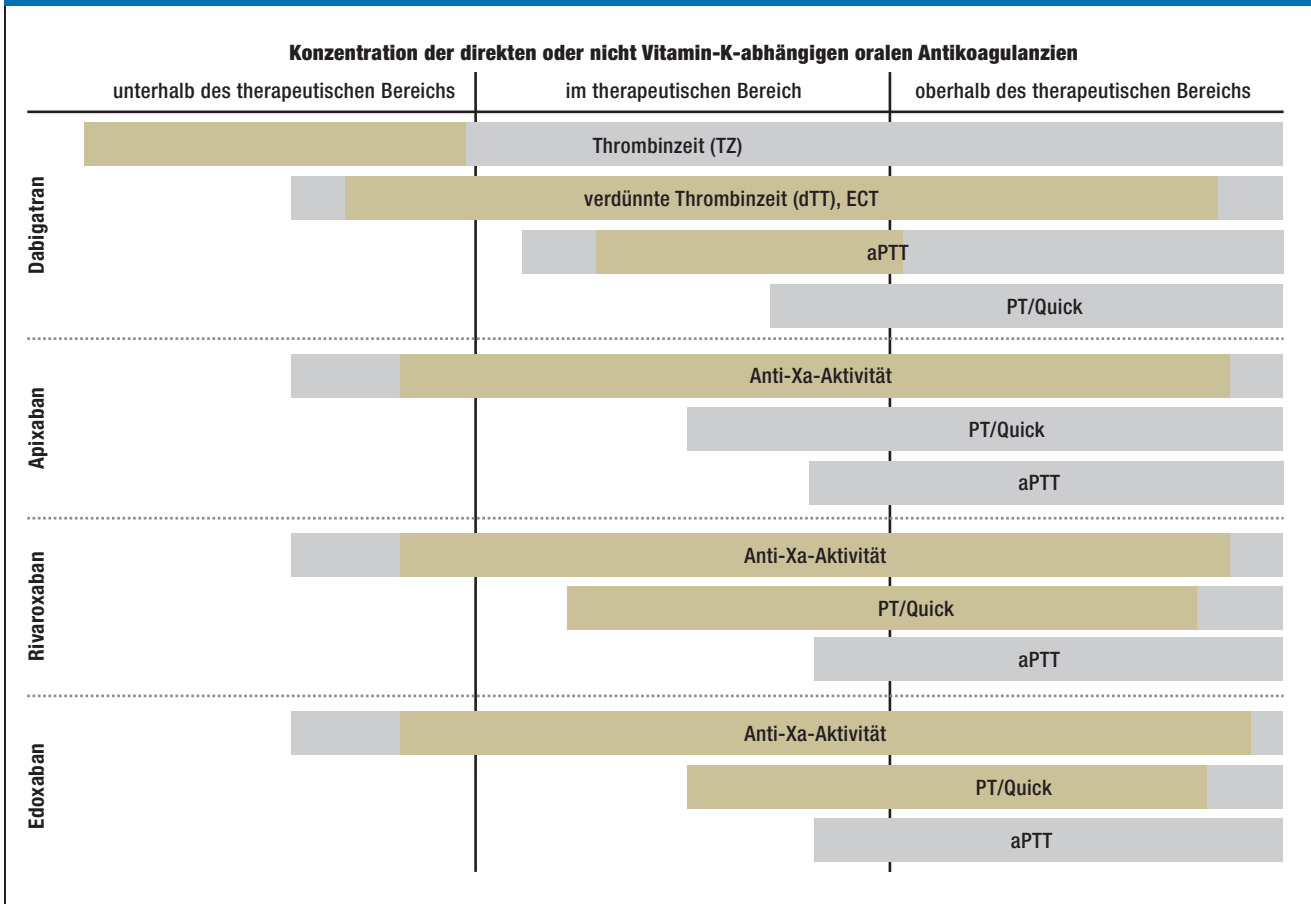 Konzentration der direkten oder nicht Vitamin-K-abhängigen oralen Antikoagulanzien
unterhalb des therapeutischen Bereichs
im therapeutischen Bereich
oberhalb des therapeutischen Bereichs
Dabigatran
Thrombinzeit (TZ)
verdünnte Thrombinzeit (dTT), ECT
aPTT
PT/Quick
Apixaban
Anti-Xa-Aktivität
PT/Quick
aPTT
Rivaroxaban
Anti-Xa-Aktivität
PT/Quick
aPTT
Edoxaban
Anti-Xa-Aktivität
PT/Quick
aPTT